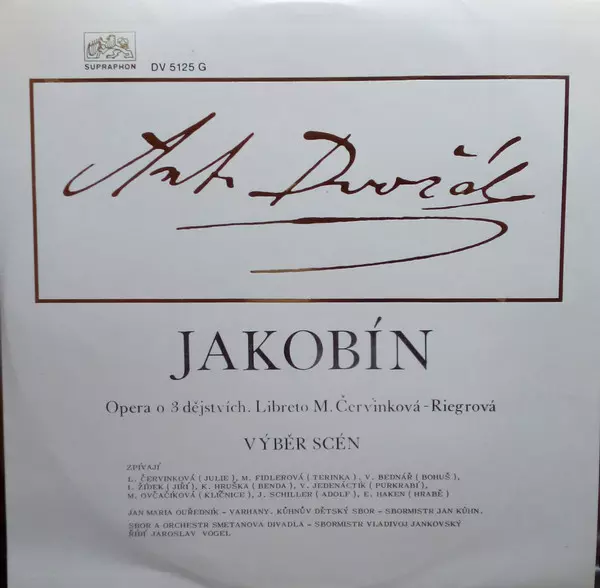 SUPRAPHON DV 5125 G
Ant. Dvořák
JAKOBÍN
Opera o 3 dějstvích. Libreto M. Červinková-Riegrová
VÝBĚR SCÉN
ZPÍVAJÍ
L. ČERVINKOVÁ ( JULIE ), M. FIDLEROVÁ ( TERINKA ), V. BEDNÁŘ ( BOHUŠ ),
I. ŽÍDEK ( JIŘÍ ), K. HRUŠKA ( BENDA ), V. JEDENÁCTÍK ( PURKRABÍ ),
M. OVČAČÍKOVÁ ( KLÍČNICE ), J. SCHILLER ( ADOLF ), E. HAKEN ( HRABĚ )
JAN MARIA OUŘEDNÍK - VARHANY. KÜHNŮV DĚTSKÝ SBOR - SBORMISTR JAN KÜHN.
SBOR A ORCHESTR SMETANOVA DIVADLA - SBORMISTR VLADIVOJ JANKOVSKÝ
ŘÍDÍ JAROSLAV VOGEL